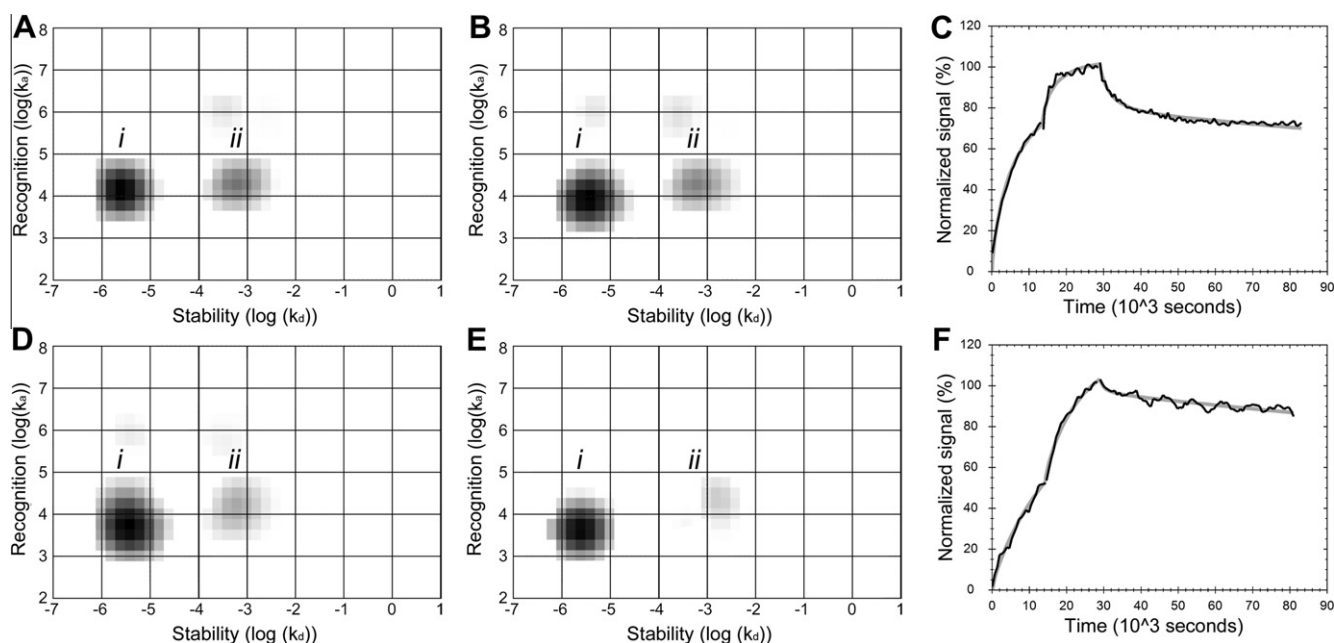 A
8
7
6
5
4
3
2
Recognition (log(ka))
i
ii
-7 -6 -5 -4 -3 -2 -1 0 1
Stability (log (kd))
B
8
7
6
5
4
3
2
Recognition (log(ka))
i
ii
-7 -6 -5 -4 -3 -2 -1 0 1
Stability (log (kd))
C
120
100
80
60
40
20
0
Normalized signal (%)
0 10 20 30 40 50 60 70 80 90
Time (10^3 seconds)
D
8
7
6
5
4
3
2
Recognition (log(ka))
i
ii
-7 -6 -5 -4 -3 -2 -1 0 1
Stability (log (kd))
E
8
7
6
5
4
3
2
Recognition (log(ka))
i
ii
-7 -6 -5 -4 -3 -2 -1 0 1
Stability (log (kd))
F
120
100
80
60
40
20
0
Normalized signal (%)
0 10 20 30 40 50 60 70 80 90
Time (10^3 seconds)